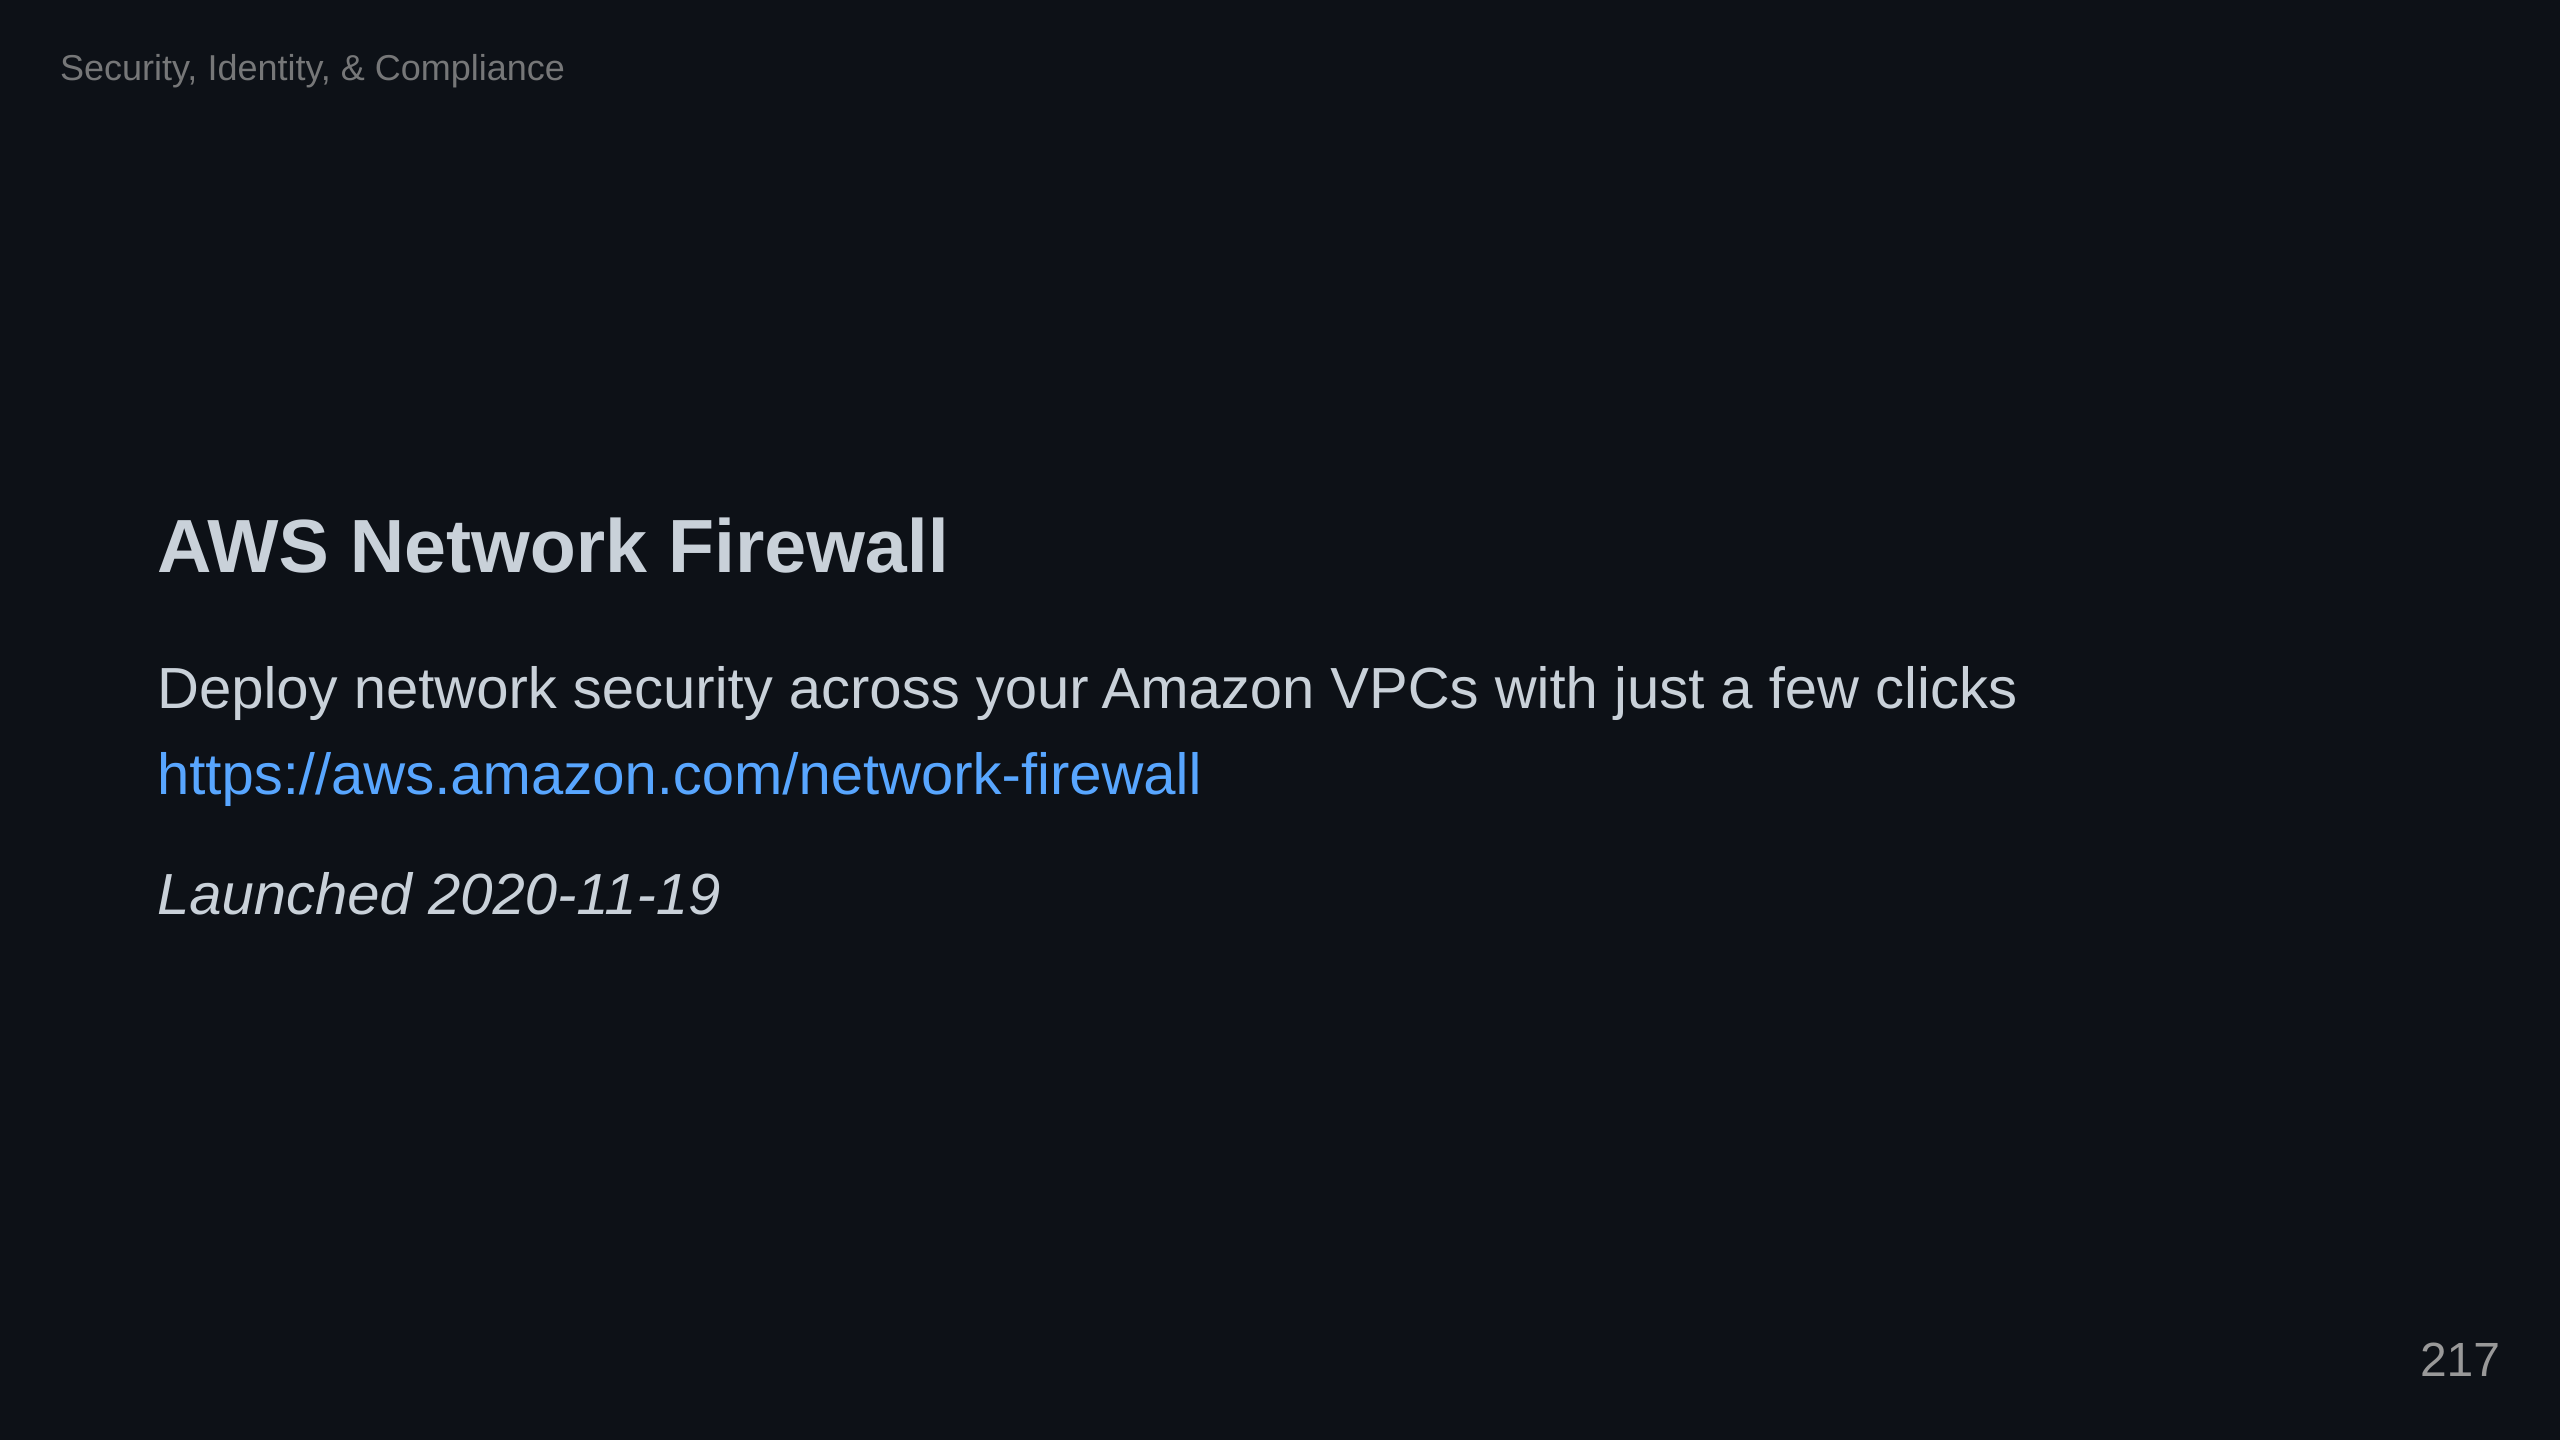 Security, Identity, & Compliance
AWS Network Firewall
Deploy network security across your Amazon VPCs with just a few clicks
https://aws.amazon.com/network-firewall
Launched 2020-11-19
217